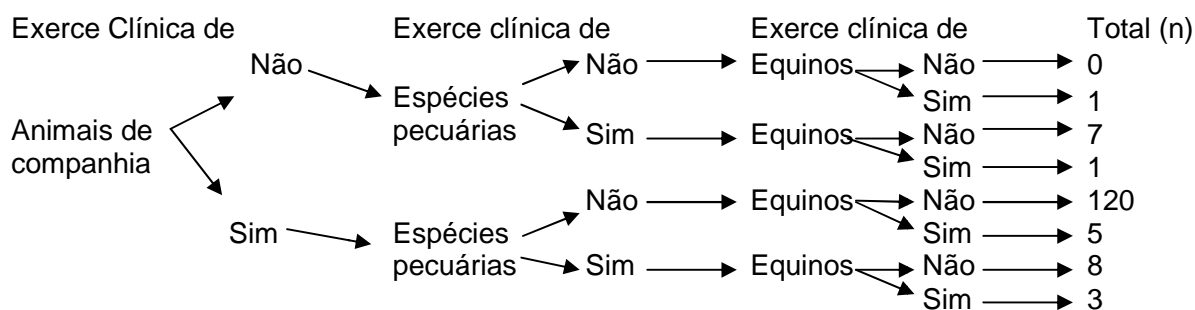 Exerce Clínica de Exerce clínica de Exerce clínica de Total (n)
Não Não Equinos Não 0
Espécies Sim 1
Animais de pecuárias Sim Equinos Não 7
companhia Sim 1
Não Equinos Não 120
Sim Espécies Sim 5
pecuárias Sim Equinos Não 8
Sim 3